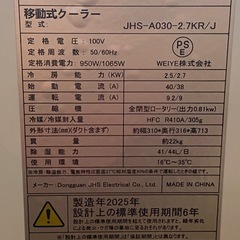 移動式クーラー
型式 JHS-A030-2.7KR/J
定格電圧 100V
定格周波数 50/60Hz
定格消費電力 950W/1065W
PSE
WEIYE株式会社
冷房能力(KW) 2.5/2.7
始動電流(A) 40/38
運転電流(A) 9.2/9
圧縮機 全閉型ロータリー(出力0.81kW)
冷媒/冷媒封入量 HFC R410A/305g
外形寸法(mm)(ダクト含まず) 約幅310*奥行316*高さ713
質量 約22kg
除湿能力 41/44L/日
使用温度範囲 16℃~35℃
メーカー: Dongguan JHS Electrical Co., Ltd.
製造年2025年
設計上の標準使用期間6年